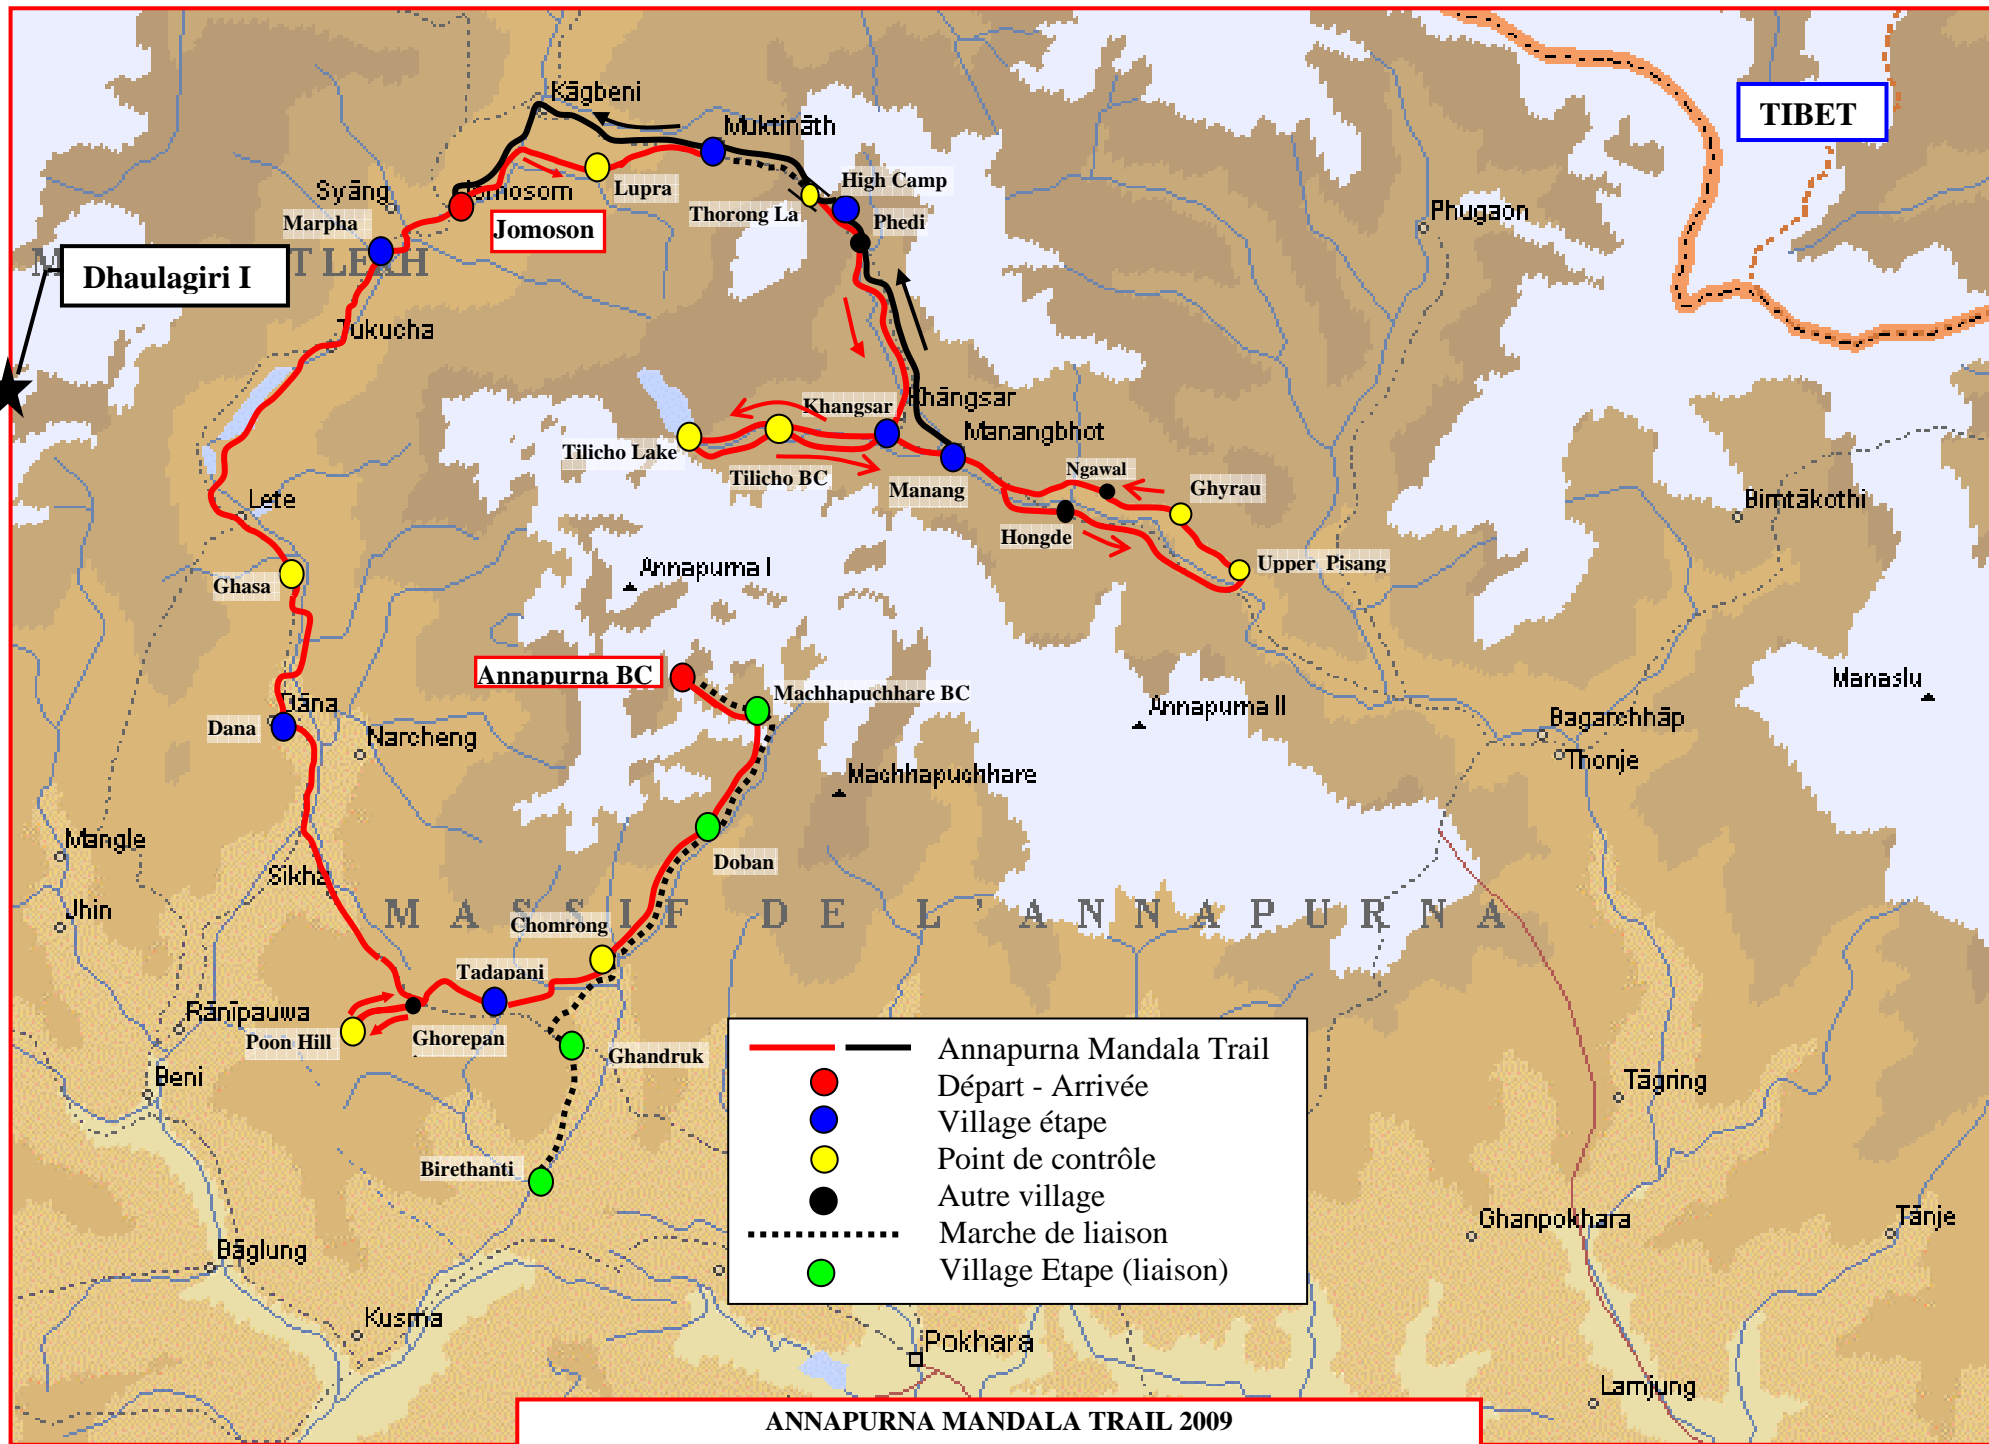 TIBET
Kāgbeni
Muktināth
Syāng
Jomosom
Lupra
High Camp
Marpha
Thorong La
Phedi
Phugaon
Jomoson
Dhaulagiri I
Tukucha
Khangsar
Khāngsar
Manangbhot
Tilicho Lake
Tilicho BC
Manang
Ngawal
Ghyrau
Lete
Bimtākothi
Hongde
Upper Pisang
Ghasa
Annapurna I
Annapurna BC
Machhapuchhare BC
Manaslu
Dāna
Dana
Narcheng
Annapurna II
Bagarchhāp
Thonje
Machhapuchhare
Mangle
Doban
Sikha
Jhin
MASSIF DE L'ANNAPURNA
Chomrong
Tadapani
Rānīpauwa
Poon Hill
Ghorepan
Ghandruk
Beni
Tāgring
Birethanti
Ghanpokhara
Tānje
Bāglung
Kusma
Pokhara
Lamjung
Annapurna Mandala Trail
Départ - Arrivée
Village étape
Point de contrôle
Autre village
Marche de liaison
Village Etape (liaison)
ANNAPURNA MANDALA TRAIL 2009